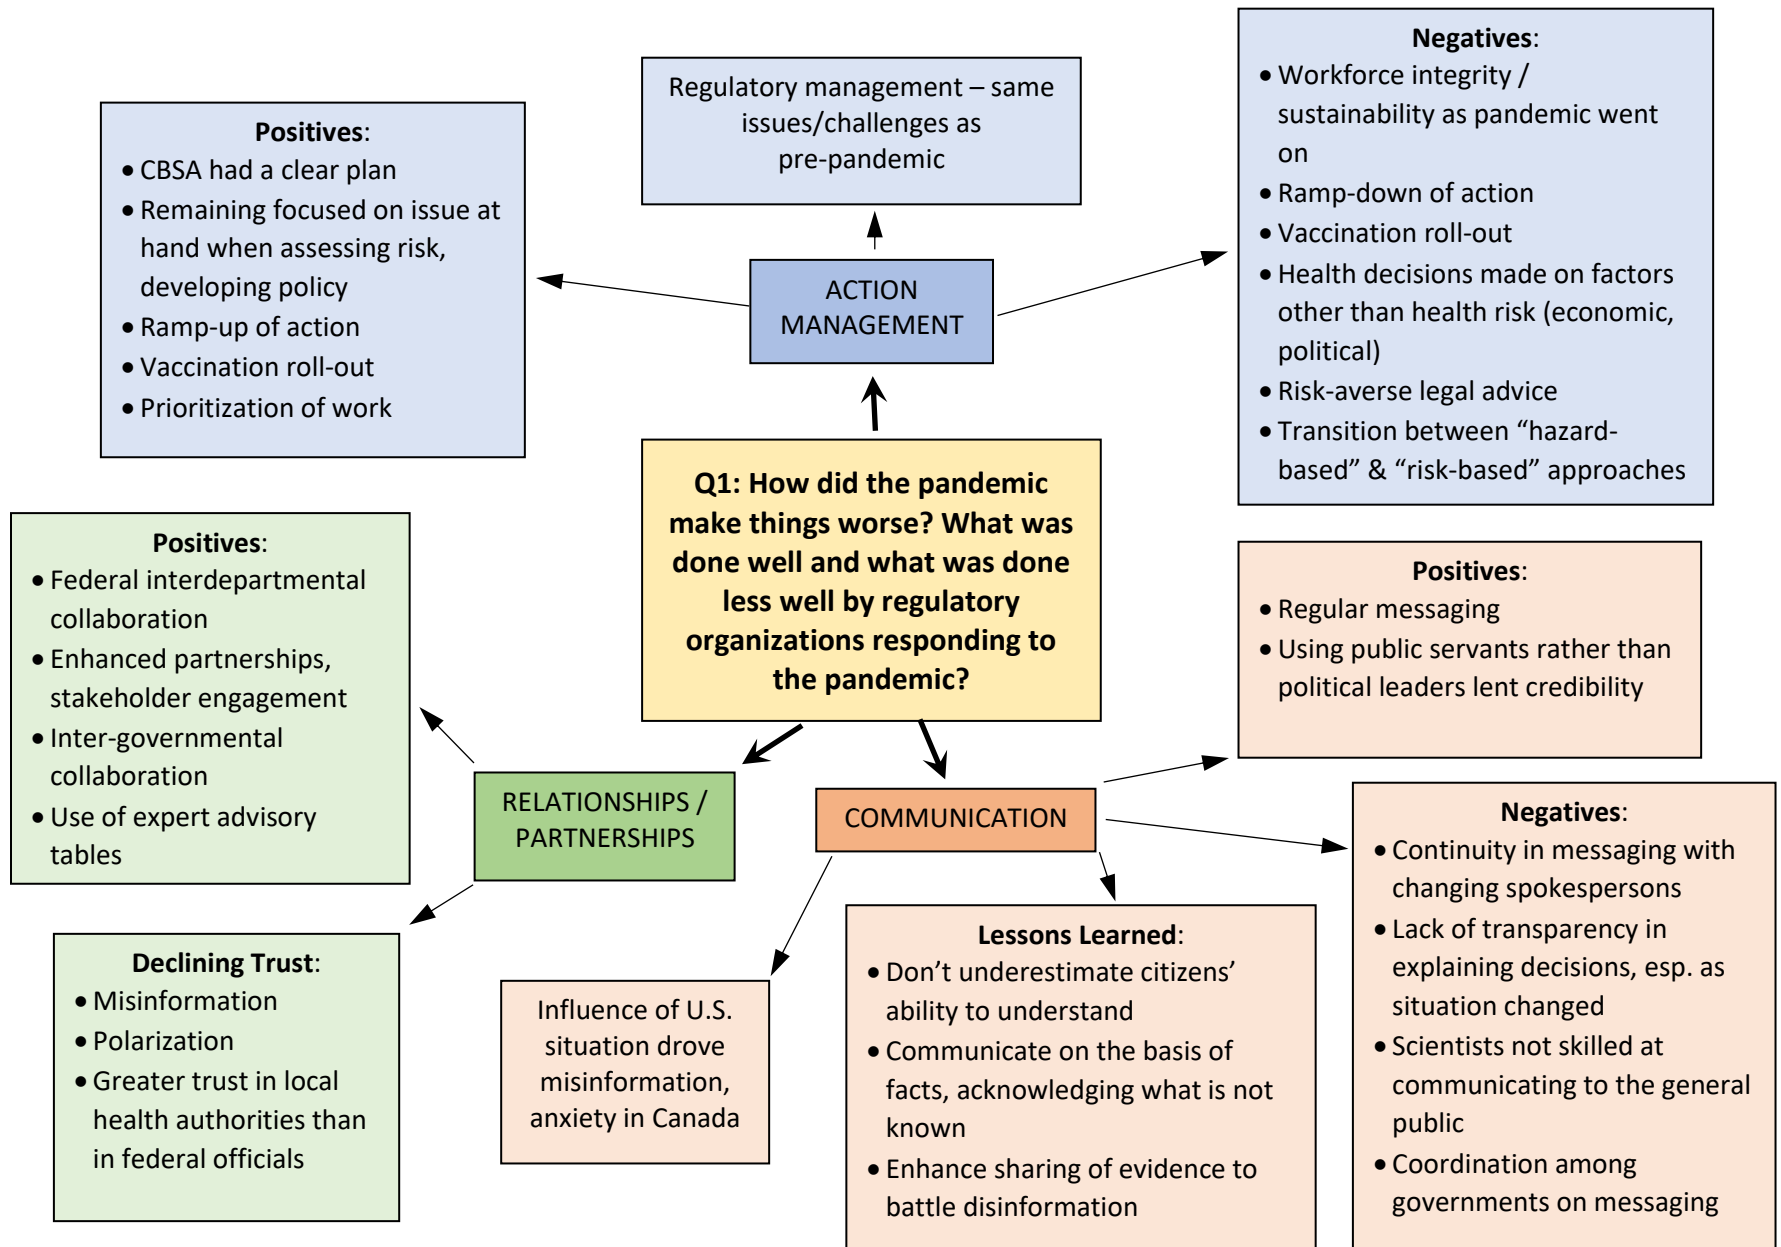 Negatives:
• Workforce integrity /
sustainability as pandemic went
on
• Ramp-down of action
• Vaccination roll-out
• Health decisions made on factors
other than health risk (economic,
political)
• Risk-averse legal advice
• Transition between “hazard-
based” & “risk-based” approaches
Regulatory management – same
issues/challenges as
pre-pandemic
Positives:
• CBSA had a clear plan
• Remaining focused on issue at
hand when assessing risk,
developing policy
• Ramp-up of action
• Vaccination roll-out
• Prioritization of work
ACTION
MANAGEMENT
Q1: How did the pandemic
make things worse? What was
done well and what was done
less well by regulatory
organizations responding to
the pandemic?
Positives:
• Federal interdepartmental
collaboration
• Enhanced partnerships,
stakeholder engagement
• Inter-governmental
collaboration
• Use of expert advisory
tables
Positives:
• Regular messaging
• Using public servants rather than
political leaders lent credibility
RELATIONSHIPS /
PARTNERSHIPS
COMMUNICATION
Negatives:
• Continuity in messaging with
changing spokespersons
• Lack of transparency in
explaining decisions, esp. as
situation changed
• Scientists not skilled at
communicating to the general
public
• Coordination among
governments on messaging
Declining Trust:
• Misinformation
• Polarization
• Greater trust in local
health authorities than
in federal officials
Influence of U.S.
situation drove
misinformation,
anxiety in Canada
Lessons Learned:
• Don’t underestimate citizens’
ability to understand
• Communicate on the basis of
facts, acknowledging what is not
known
• Enhance sharing of evidence to
battle disinformation